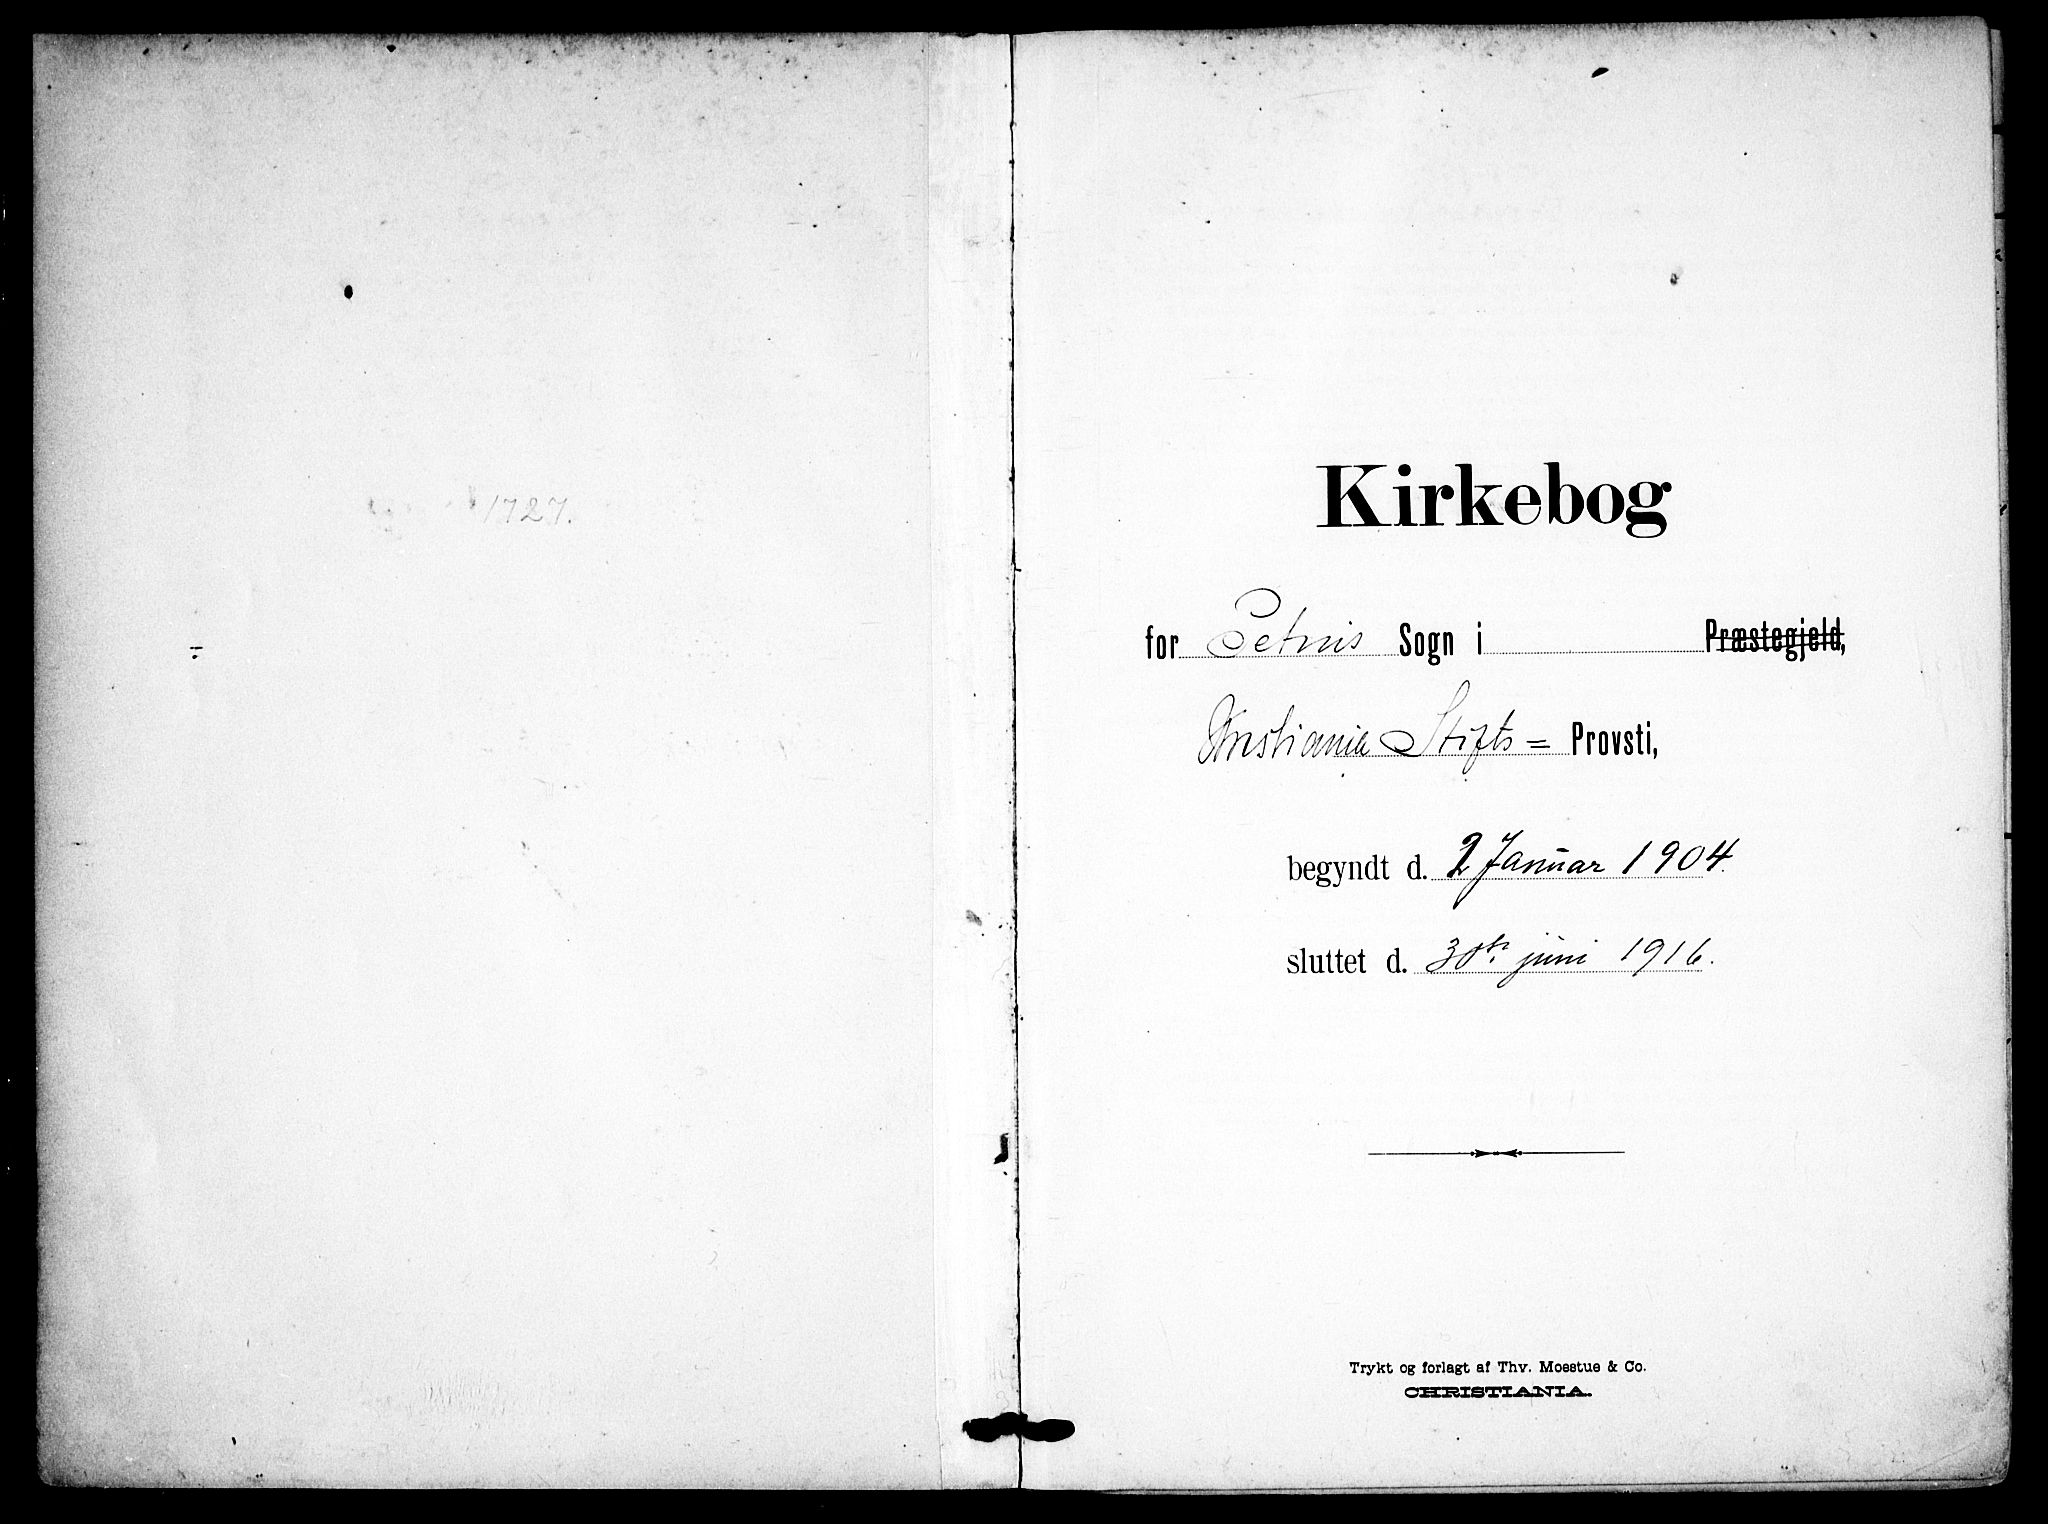 1727.
Kirkebog
for Petrus Sogn i Præstegjeld,
Kristiania Stifts = Provsti,
begyndt d. 2 Januar 1904.
sluttet d. 30te juni 1916.
Trykt og forlagt af Thv. Moestue & Co.
CHRISTIANIA.